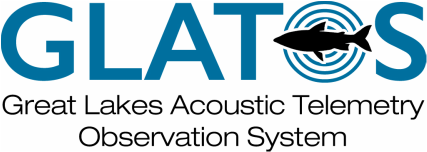 GLATOS
Great Lakes Acoustic Telemetry
Observation System